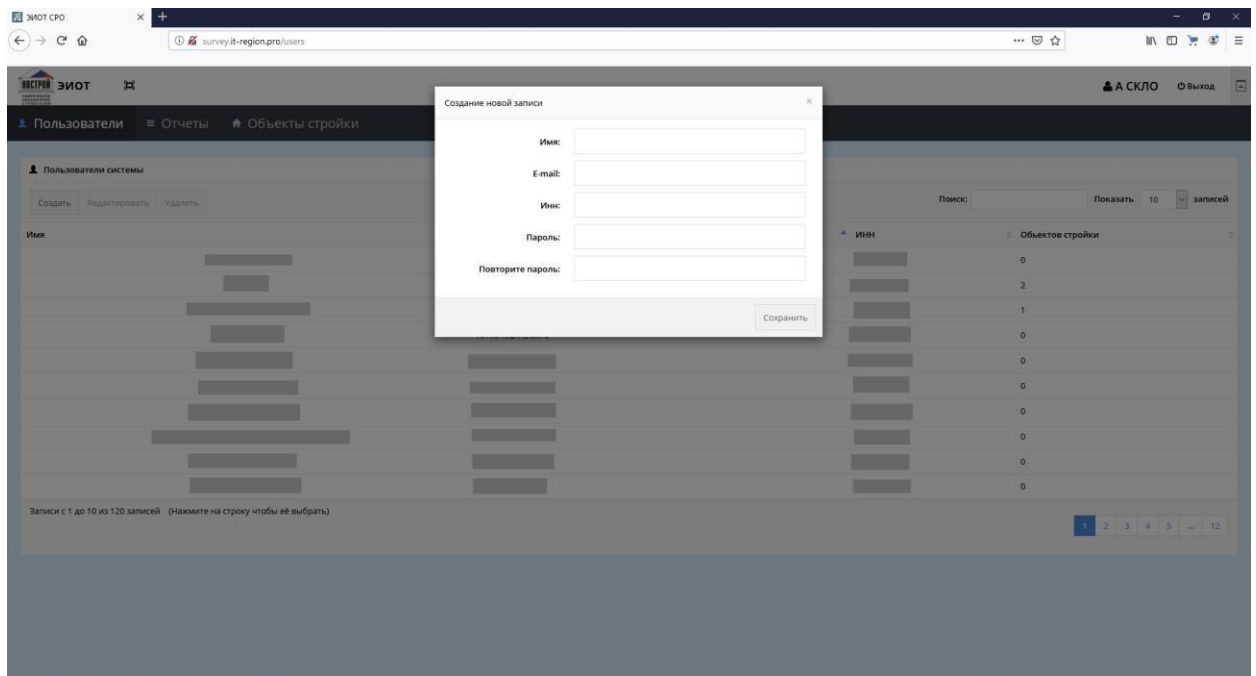 ЭИОТ СРО
survey.it-region.pro/users
НОСТРОЙ ЭИОТ
А СКЛО Выход
Пользователи Отчеты Объекты стройки
Создание новой записи
Имя:
E-mail:
Инн:
Пароль:
Повторите пароль:
Сохранить
Пользователи системы
Создать Редактировать Удалить
Поиск: Показать 10 записей
Имя ИНН Обьектов стройки
0
2
1
0
0
0
0
0
0
0
Записи с 1 до 10 из 120 записей (Нажмите на строку чтобы её выбрать)
1 2 3 4 5 ... 12